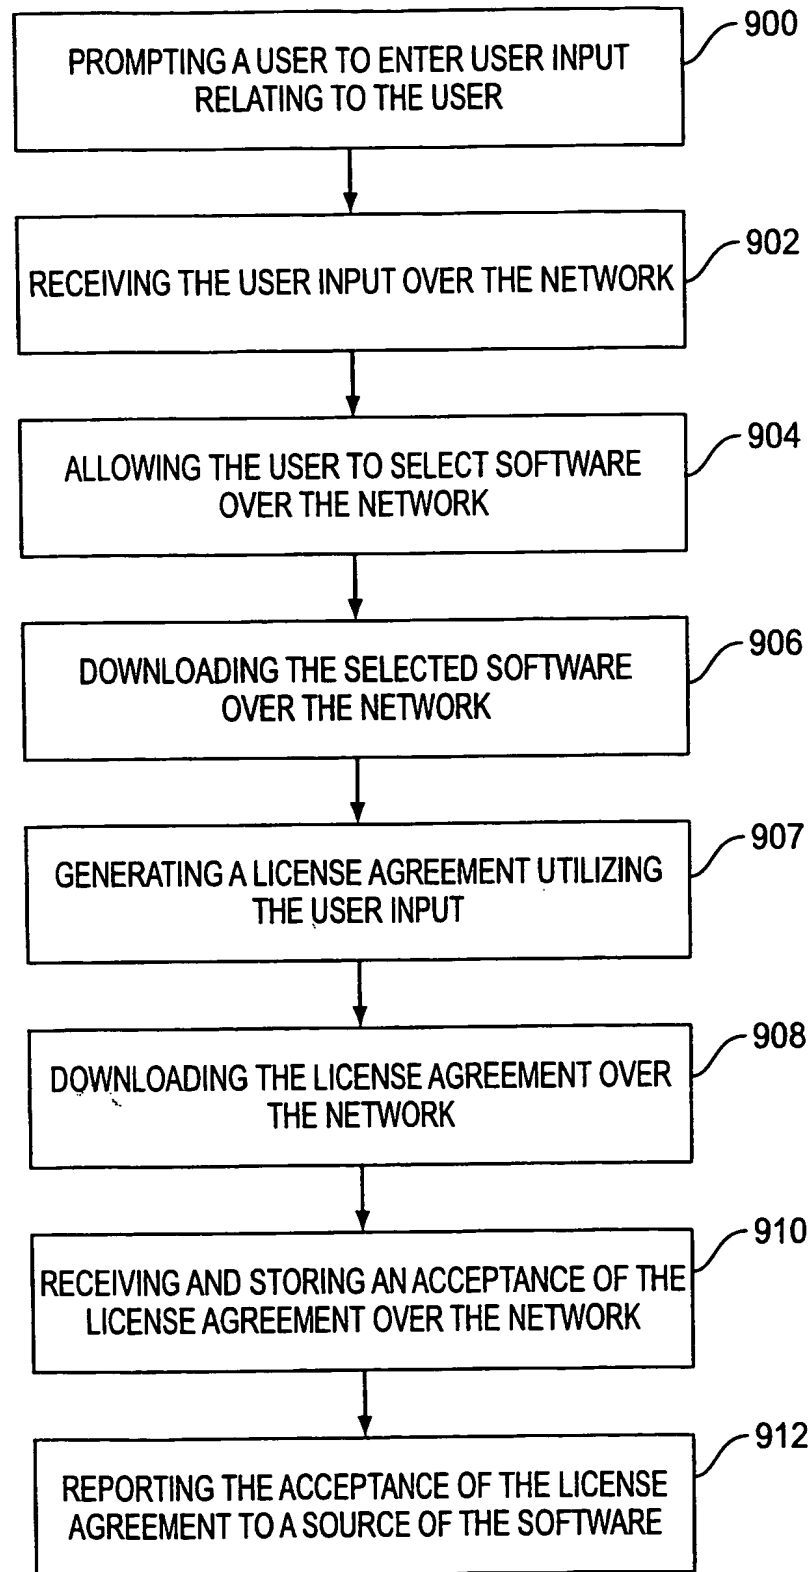 900
PROMPTING A USER TO ENTER USER INPUT
RELATING TO THE USER
902
RECEIVING THE USER INPUT OVER THE NETWORK
904
ALLOWING THE USER TO SELECT SOFTWARE
OVER THE NETWORK
906
DOWNLOADING THE SELECTED SOFTWARE
OVER THE NETWORK
907
GENERATING A LICENSE AGREEMENT UTILIZING
THE USER INPUT
908
DOWNLOADING THE LICENSE AGREEMENT OVER
THE NETWORK
910
RECEIVING AND STORING AN ACCEPTANCE OF THE
LICENSE AGREEMENT OVER THE NETWORK
912
REPORTING THE ACCEPTANCE OF THE LICENSE
AGREEMENT TO A SOURCE OF THE SOFTWARE